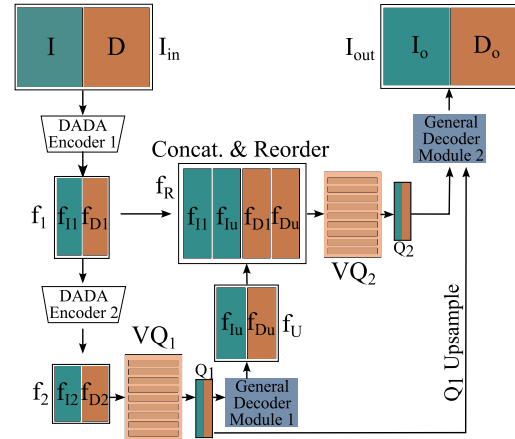 I D I_in
I_out I_o D_o
DADA
Encoder 1
General
Decoder
Module 2
Concat. & Reorder
f_1 f_I1 f_D1
f_R f_I1 f_Iu f_D1 f_Du
VQ_2
Q_2
DADA
Encoder 2
f_Iu f_Du f_U
VQ_1
Q_1
f_2 f_I2 f_D2
General
Decoder
Module 1
Q_1 Upsample